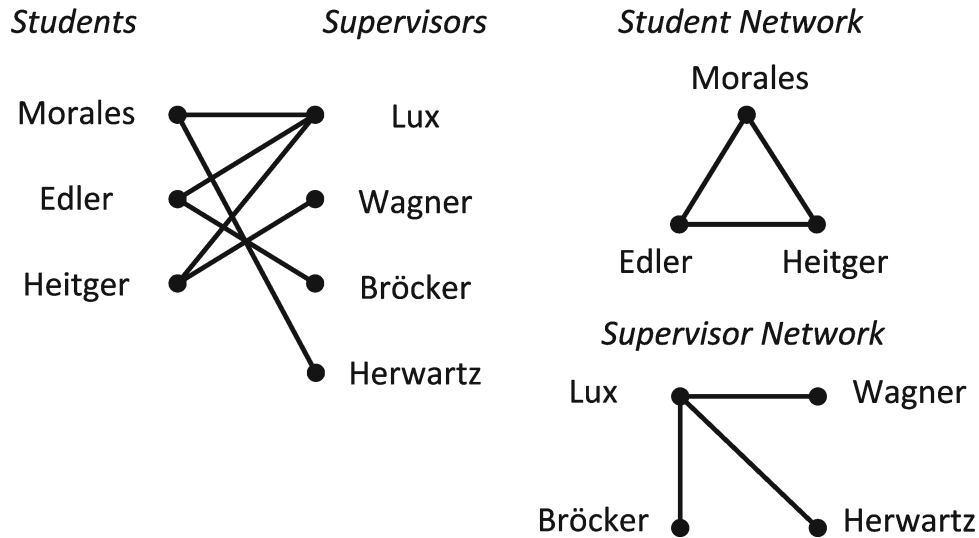 Students
Supervisors
Morales
Lux
Edler
Wagner
Heitger
Bröcker
Herwartz
Student Network
Morales
Edler
Heitger
Supervisor Network
Lux
Wagner
Bröcker
Herwartz